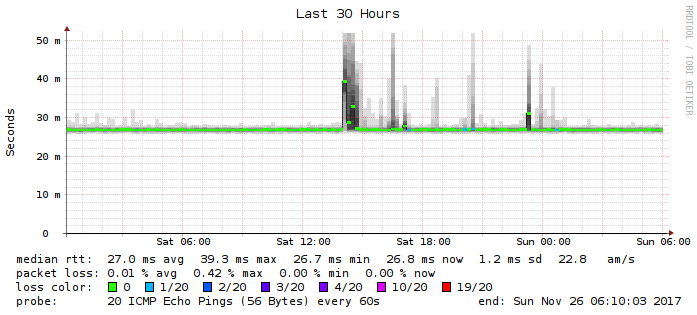 Last 30 Hours
RRDTOOL / TOBI OETIKER
Seconds
50 m
40 m
30 m
20 m
10 m
0
Sat 06:00 Sat 12:00 Sat 18:00 Sun 00:00 Sun 06:00
median rtt: 27.0 ms avg 39.3 ms max 26.7 ms min 26.8 ms now 1.2 ms sd 22.8 am/s
packet loss: 0.01 % avg 0.42 % max 0.00 % min 0.00 % now
loss color: 0 1/20 2/20 3/20 4/20 10/20 19/20
probe: 20 ICMP Echo Pings (56 Bytes) every 60s end: Sun Nov 26 06:10:03 2017